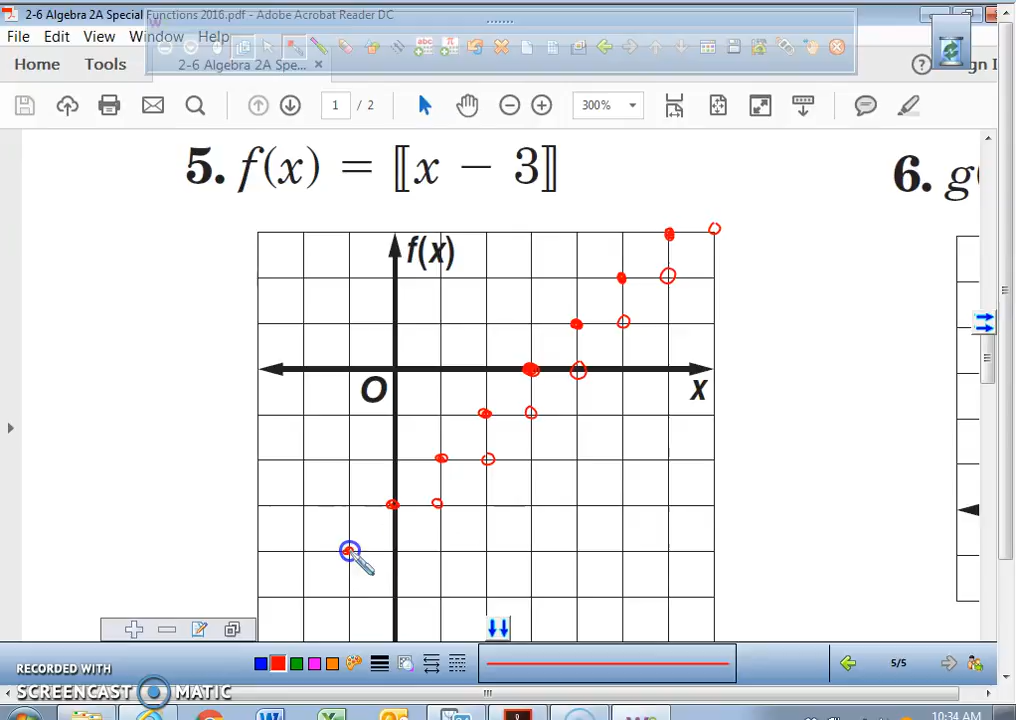 2-6 Algebra 2A Special Functions 2016.pdf - Adobe Acrobat Reader DC
File Edit View Window Help
Home Tools 2-6 Algebra 2A Spe... ×
1 / 2 300%
5. f(x) = ⟦x − 3⟧
6. g(
f(x)
O
x
5/5
RECORDED WITH
SCREENCAST MATIC
10:34 AM